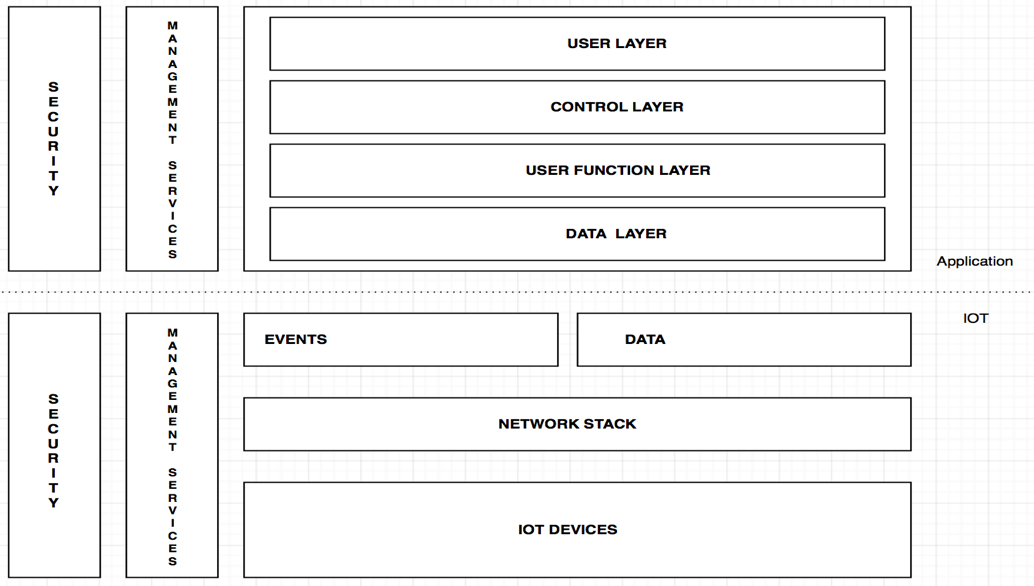 SECURITY
MANAGEMENT SERVICES
USER LAYER
CONTROL LAYER
USER FUNCTION LAYER
DATA LAYER
Application
IOT
SECURITY
MANAGEMENT SERVICES
EVENTS
DATA
NETWORK STACK
IOT DEVICES